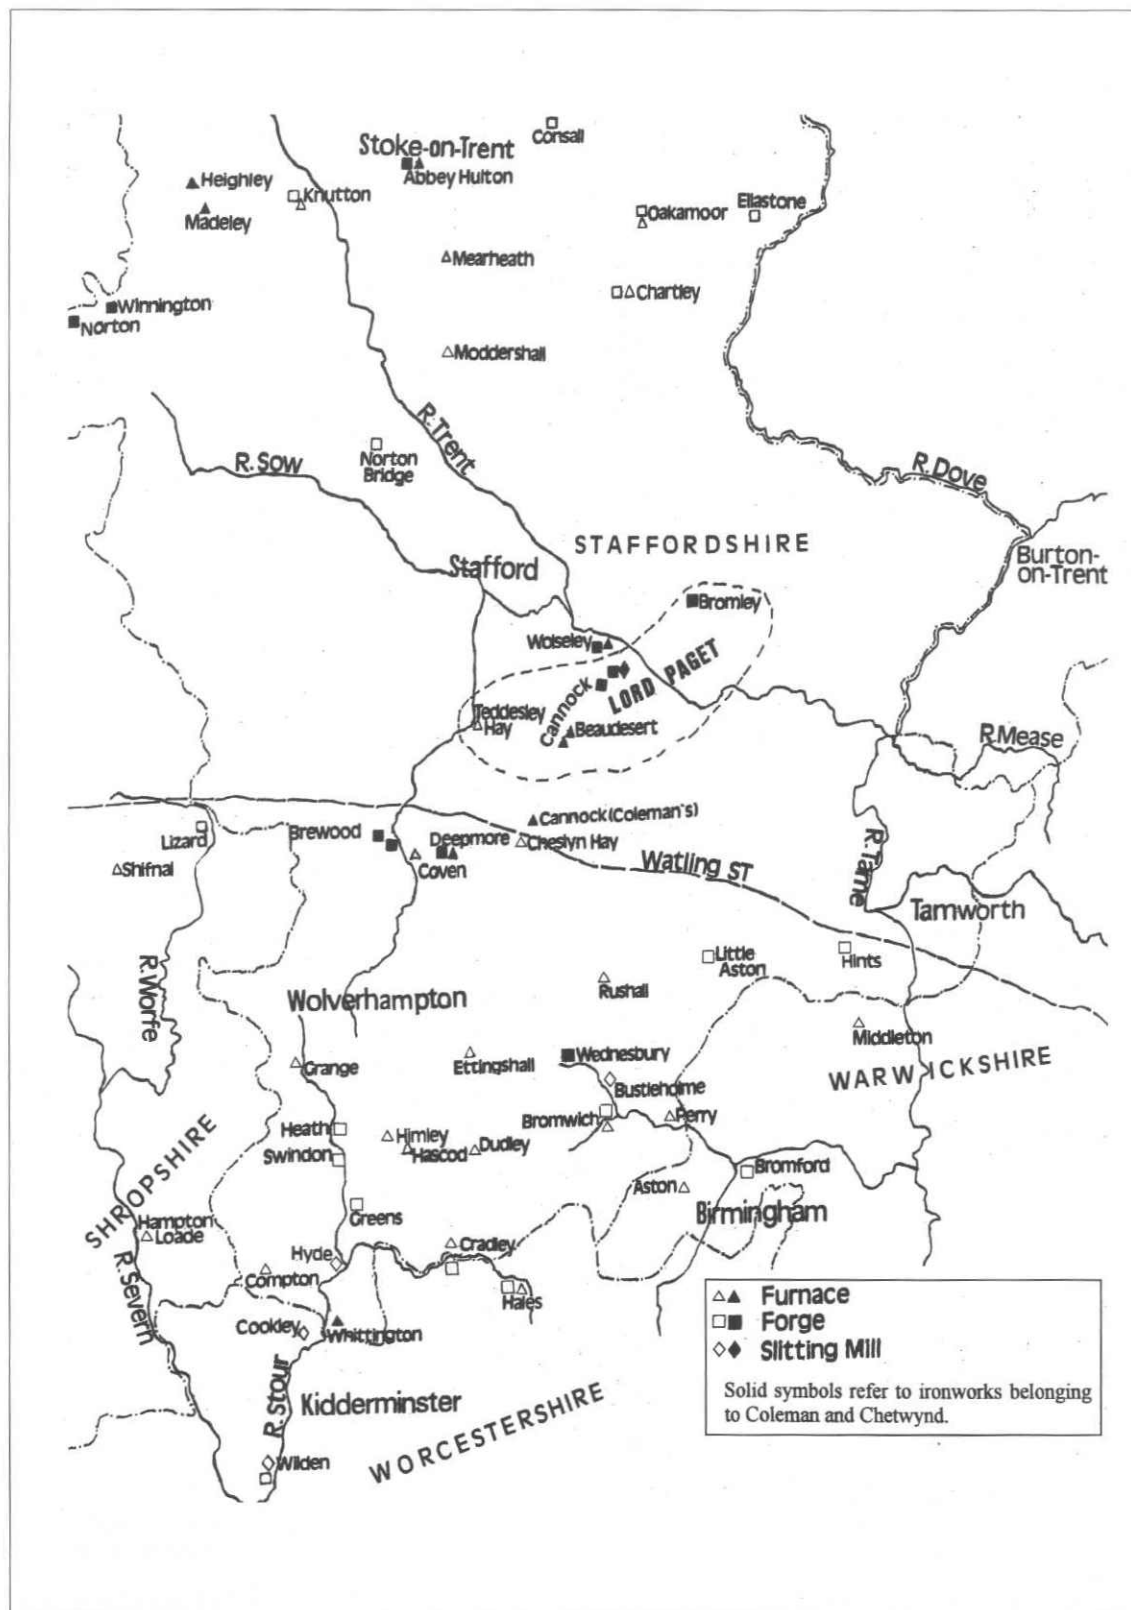 Consall
Stoke-on-Trent
Abbey Hulton
Heighley
Knutton
Madeley
Oakamoor
Ellastone
Mearheath
Chartley
Winnington
Norton
Moddershall
R.Trent
Norton
Bridge
R.Sow
R.Dove
STAFFORDSHIRE
Burton-
on-Trent
Stafford
Bromley
Wolseley
LORD PAGET
Cannock
Teddesley
Hay
Beaudesert
R.Mease
Cannock(Coleman's)
Lizard
Brewood
Deepmore
Cheslyn Hay
Coven
Shifnal
Watling ST
R.Tame
Tamworth
Little
Aston
Hints
R.Worfe
Wolverhampton
Rushall
Middleton
Grange
Ettingshall
Wednesbury
Bustleholme
WARWICKSHIRE
Bromwich
Perry
Heath
Himley
Swindon
Hascod
Dudley
Bromford
SHROPSHIRE
Aston
Birmingham
Greens
Hampton
Loade
Hyde
Cradley
Compton
R.Severn
Hales
Cookley
Whittington
R.Stour
Kidderminster
WORCESTERSHIRE
Wilden
Furnace
Forge
Slitting Mill
Solid symbols refer to ironworks belonging
to Coleman and Chetwynd.